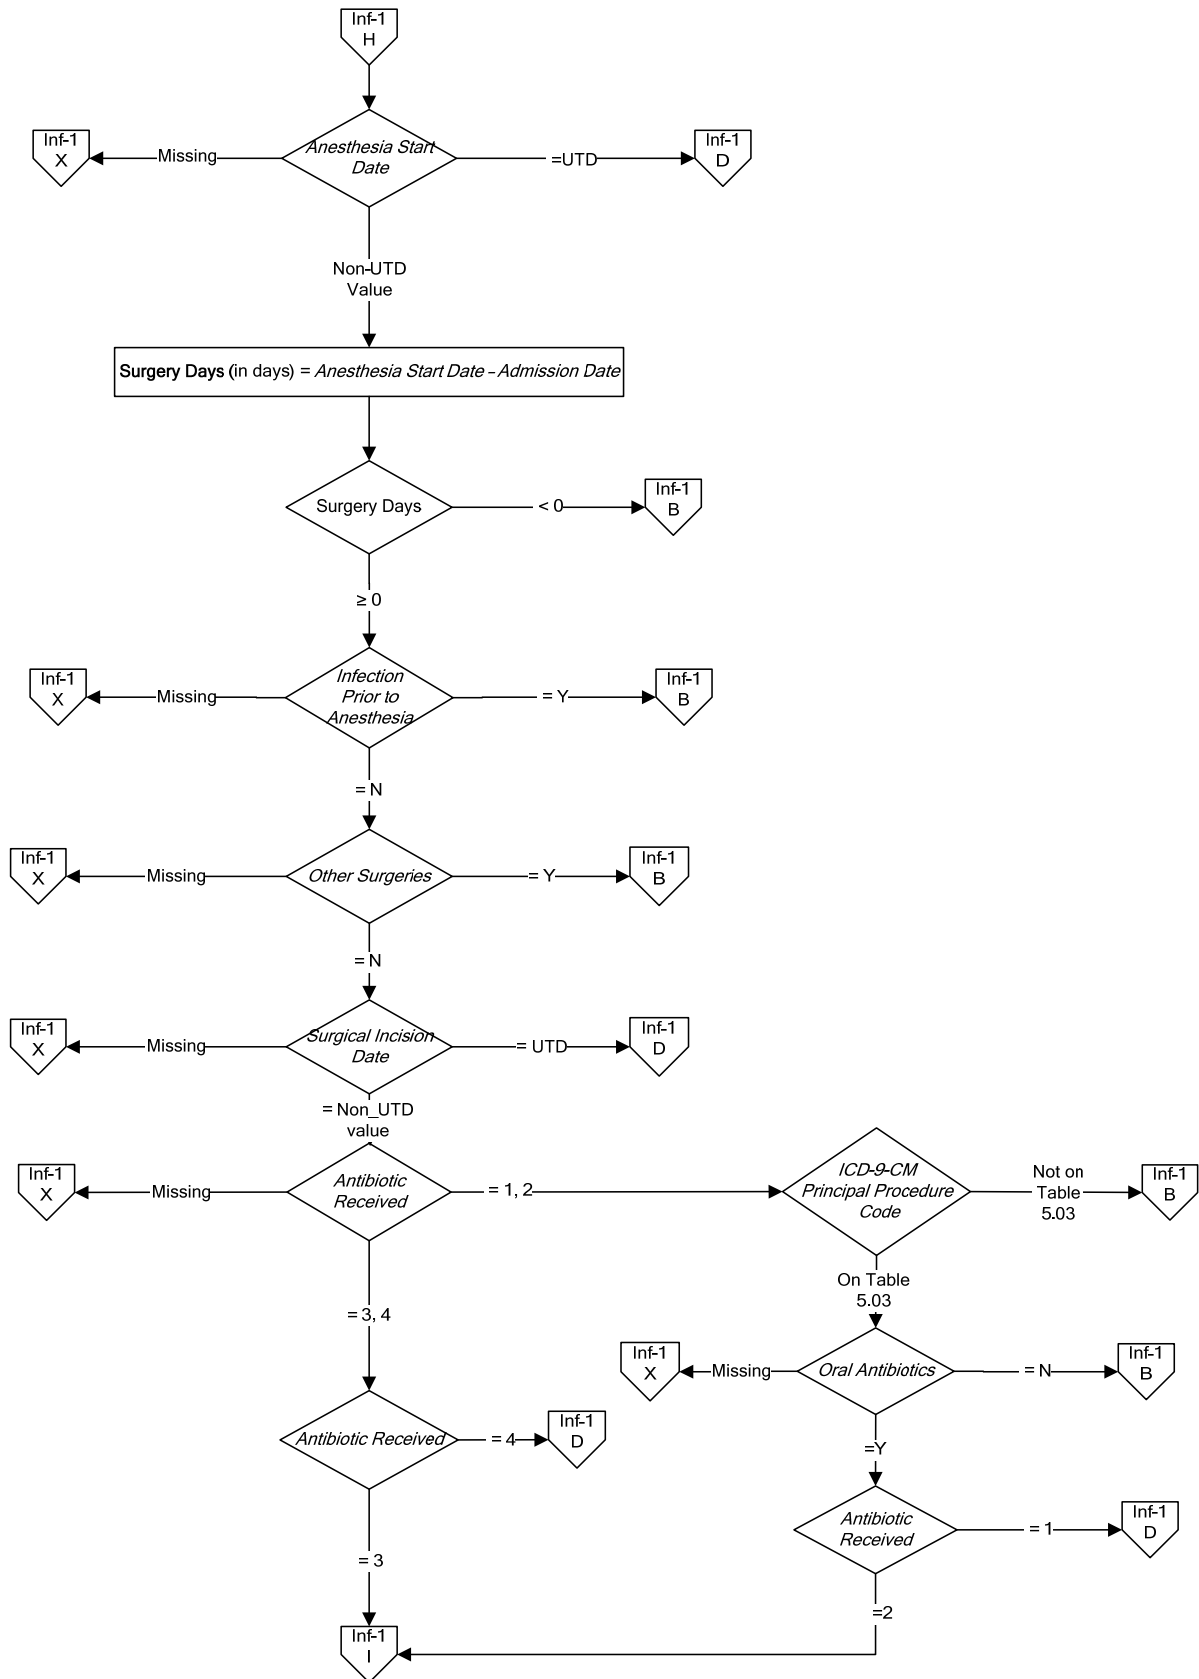 Inf-1
H
Inf-1
X
Missing
Anesthesia Start
Date
=UTD
Inf-1
D
Non-UTD
Value
Surgery Days (in days) = Anesthesia Start Date – Admission Date
Surgery Days
< 0
Inf-1
B
≥ 0
Inf-1
X
Missing
Infection
Prior to
Anesthesia
= Y
Inf-1
B
= N
Inf-1
X
Missing
Other Surgeries
= Y
Inf-1
B
= N
Inf-1
X
Missing
Surgical Incision
Date
= UTD
Inf-1
D
= Non_UTD
value
Inf-1
X
Missing
Antibiotic
Received
= 1, 2
ICD-9-CM
Principal Procedure
Code
Not on
Table
5.03
Inf-1
B
On Table
5.03
= 3, 4
Inf-1
X
Missing
Oral Antibiotics
= N
Inf-1
B
Antibiotic Received
= 4
Inf-1
D
=Y
Antibiotic
Received
= 1
Inf-1
D
= 3
=2
Inf-1
I